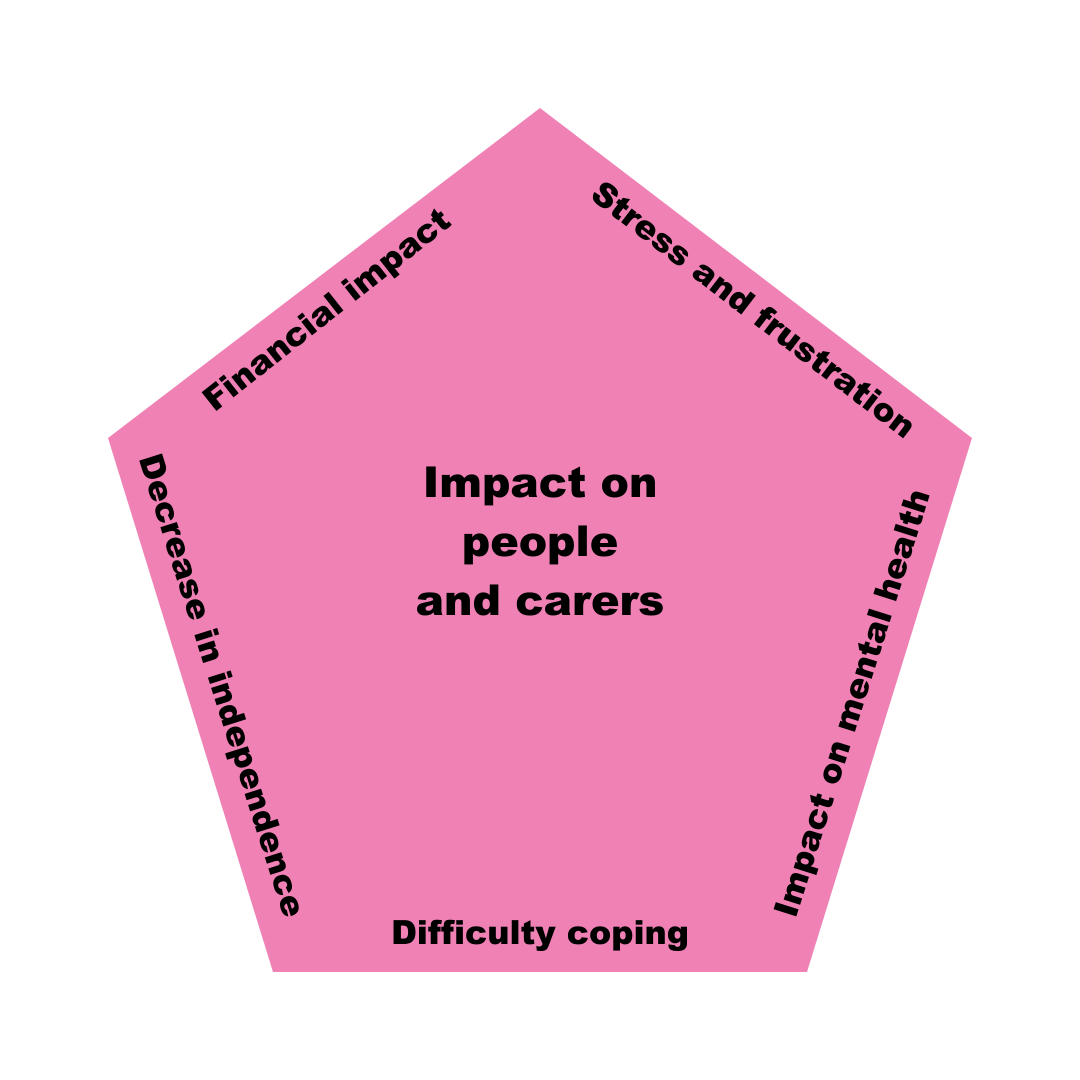 Financial impact
Stress and frustration
Impact on
people
and carers
Decrease in independence
Impact on mental health
Difficulty coping